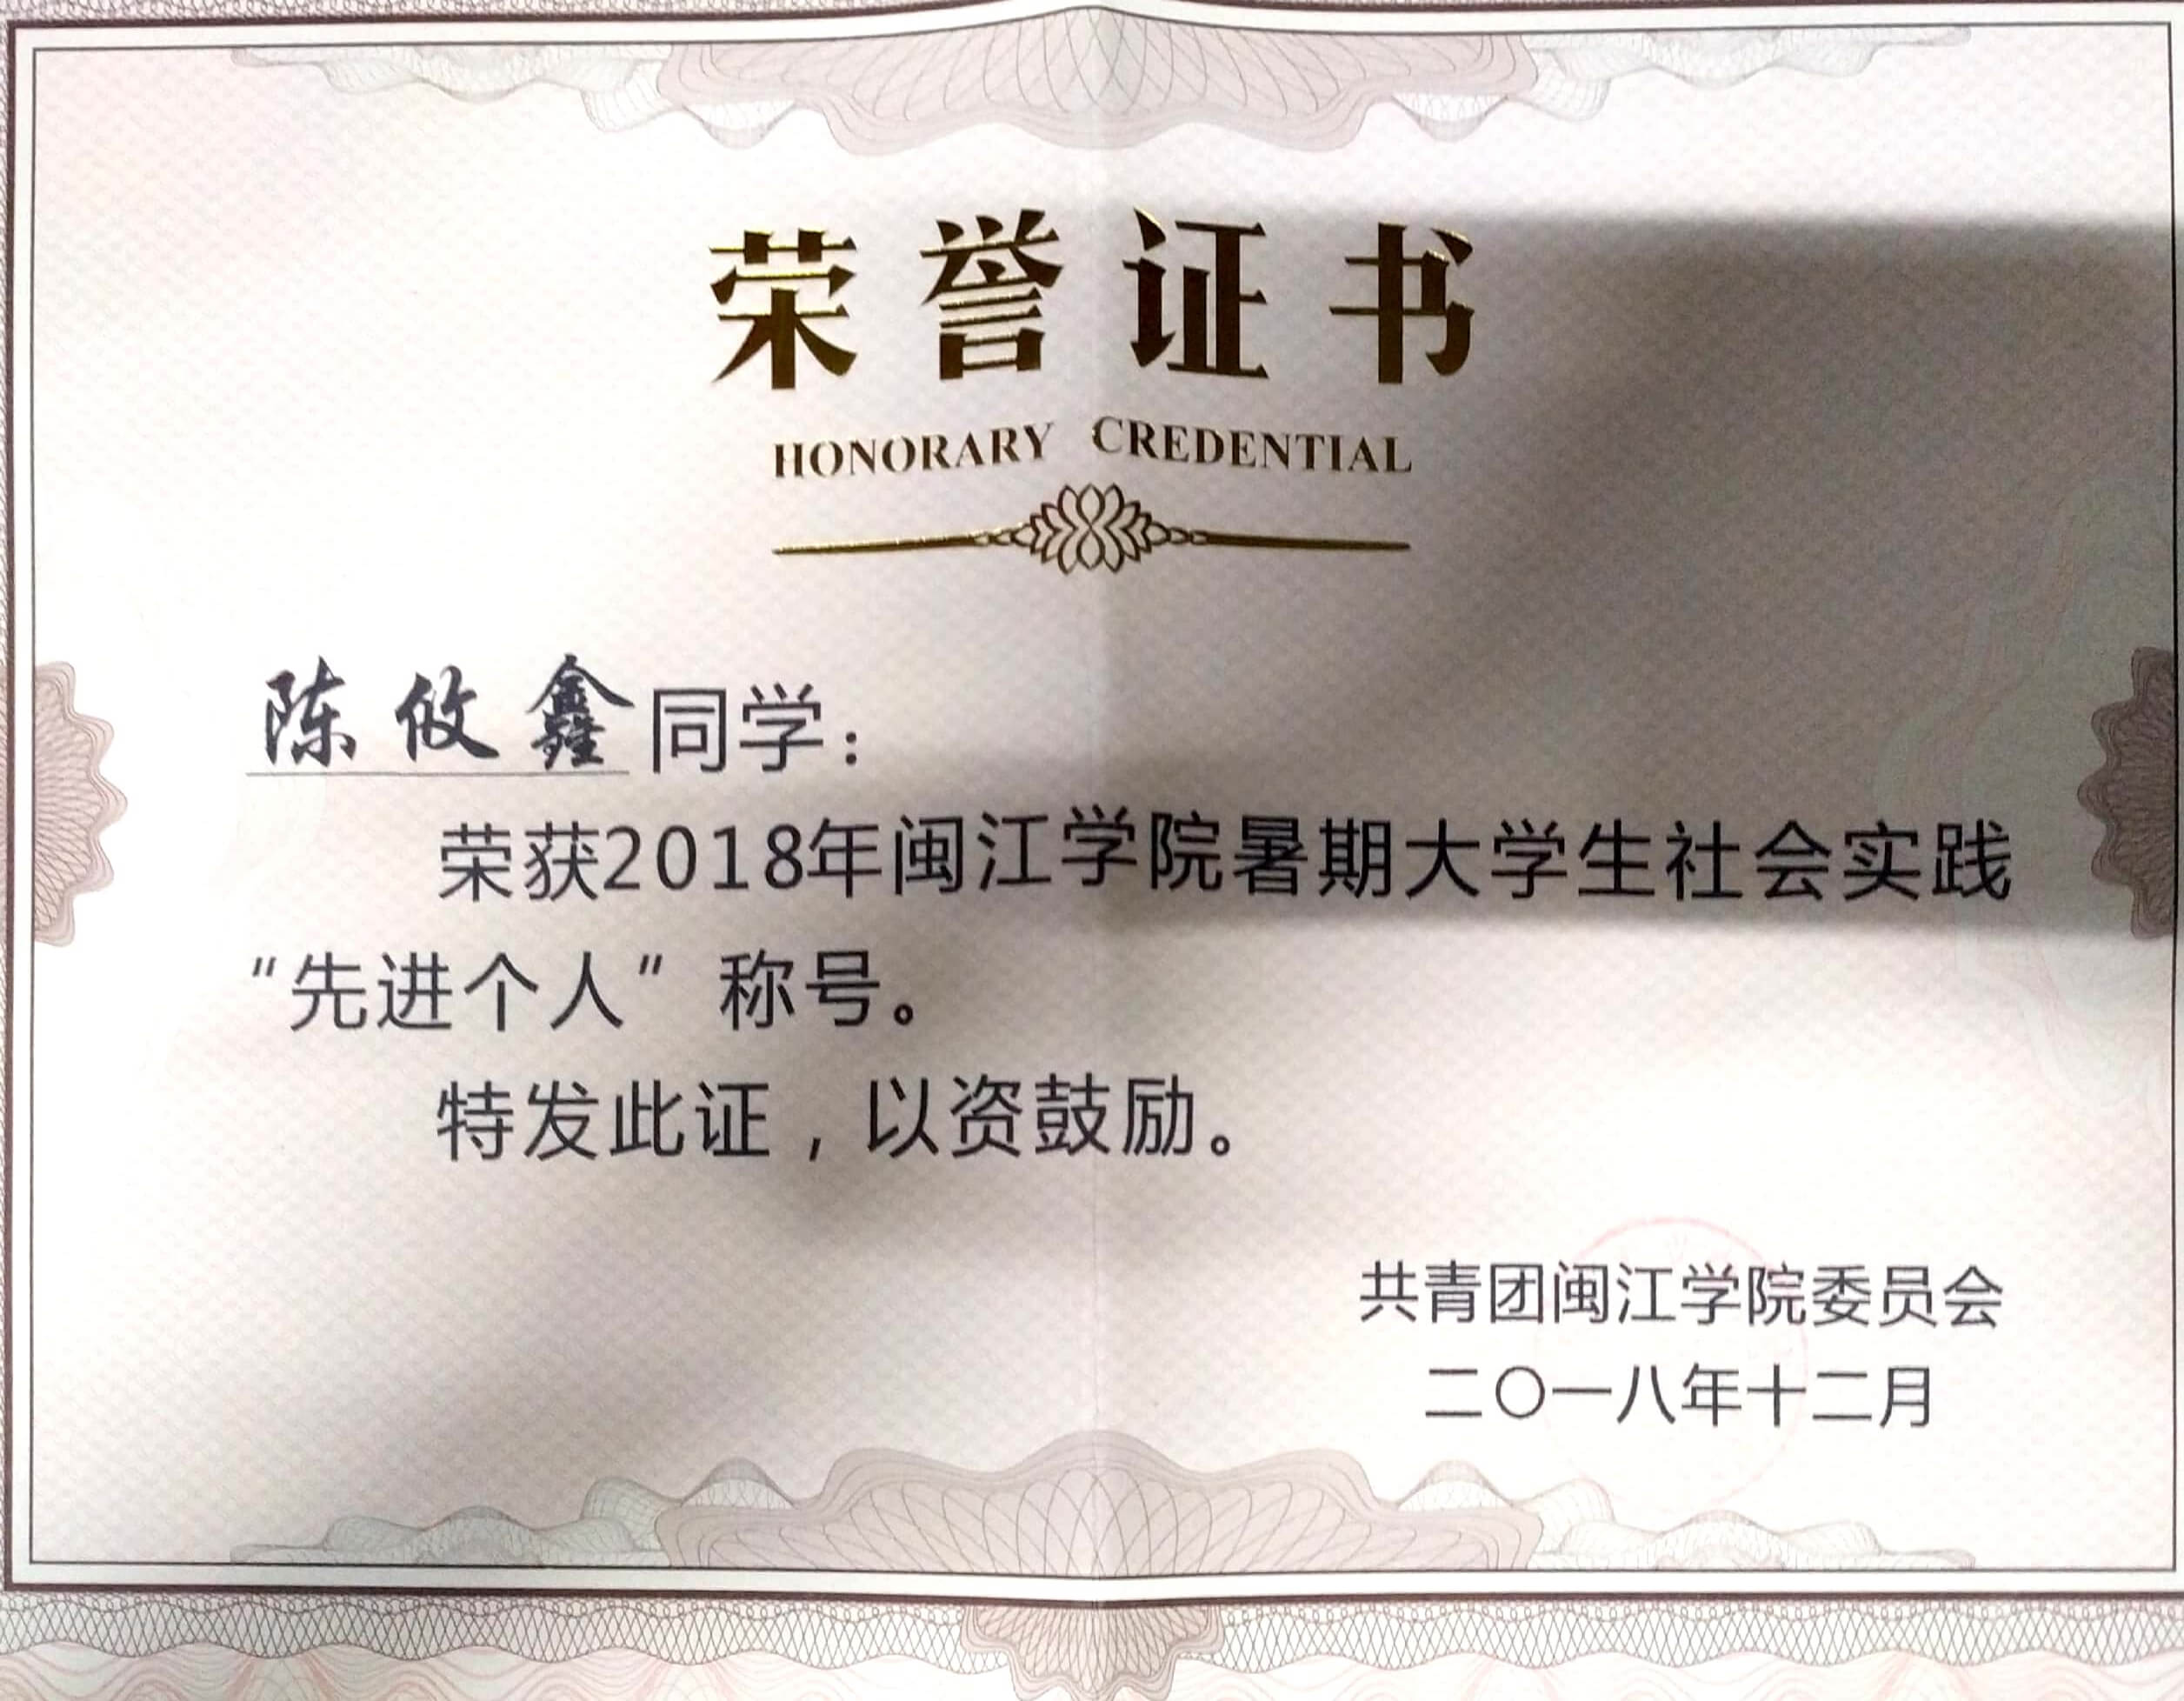 荣誉证书
HONORARY CREDENTIAL
陈攸鑫同学：
荣获2018年闽江学院暑期大学生社会实践
“先进个人”称号。
特发此证，以资鼓励。
共青团闽江学院委员会
二〇一八年十二月